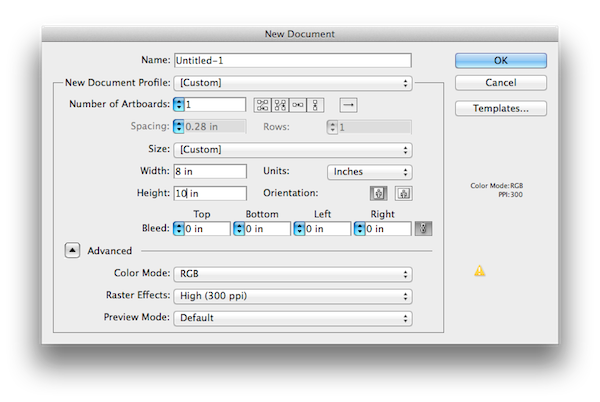 New Document
Name: Untitled-1
OK
New Document Profile: [Custom]
Cancel
Number of Artboards: 1
Templates...
Spacing: 0.28 in Rows: 1
Size: [Custom]
Width: 8 in Units: Inches
Color Mode:RGB
PPI:300
Height: 10 in Orientation:
Top Bottom Left Right
Bleed: 0 in 0 in 0 in 0 in
Advanced
Color Mode: RGB
Raster Effects: High (300 ppi)
Preview Mode: Default